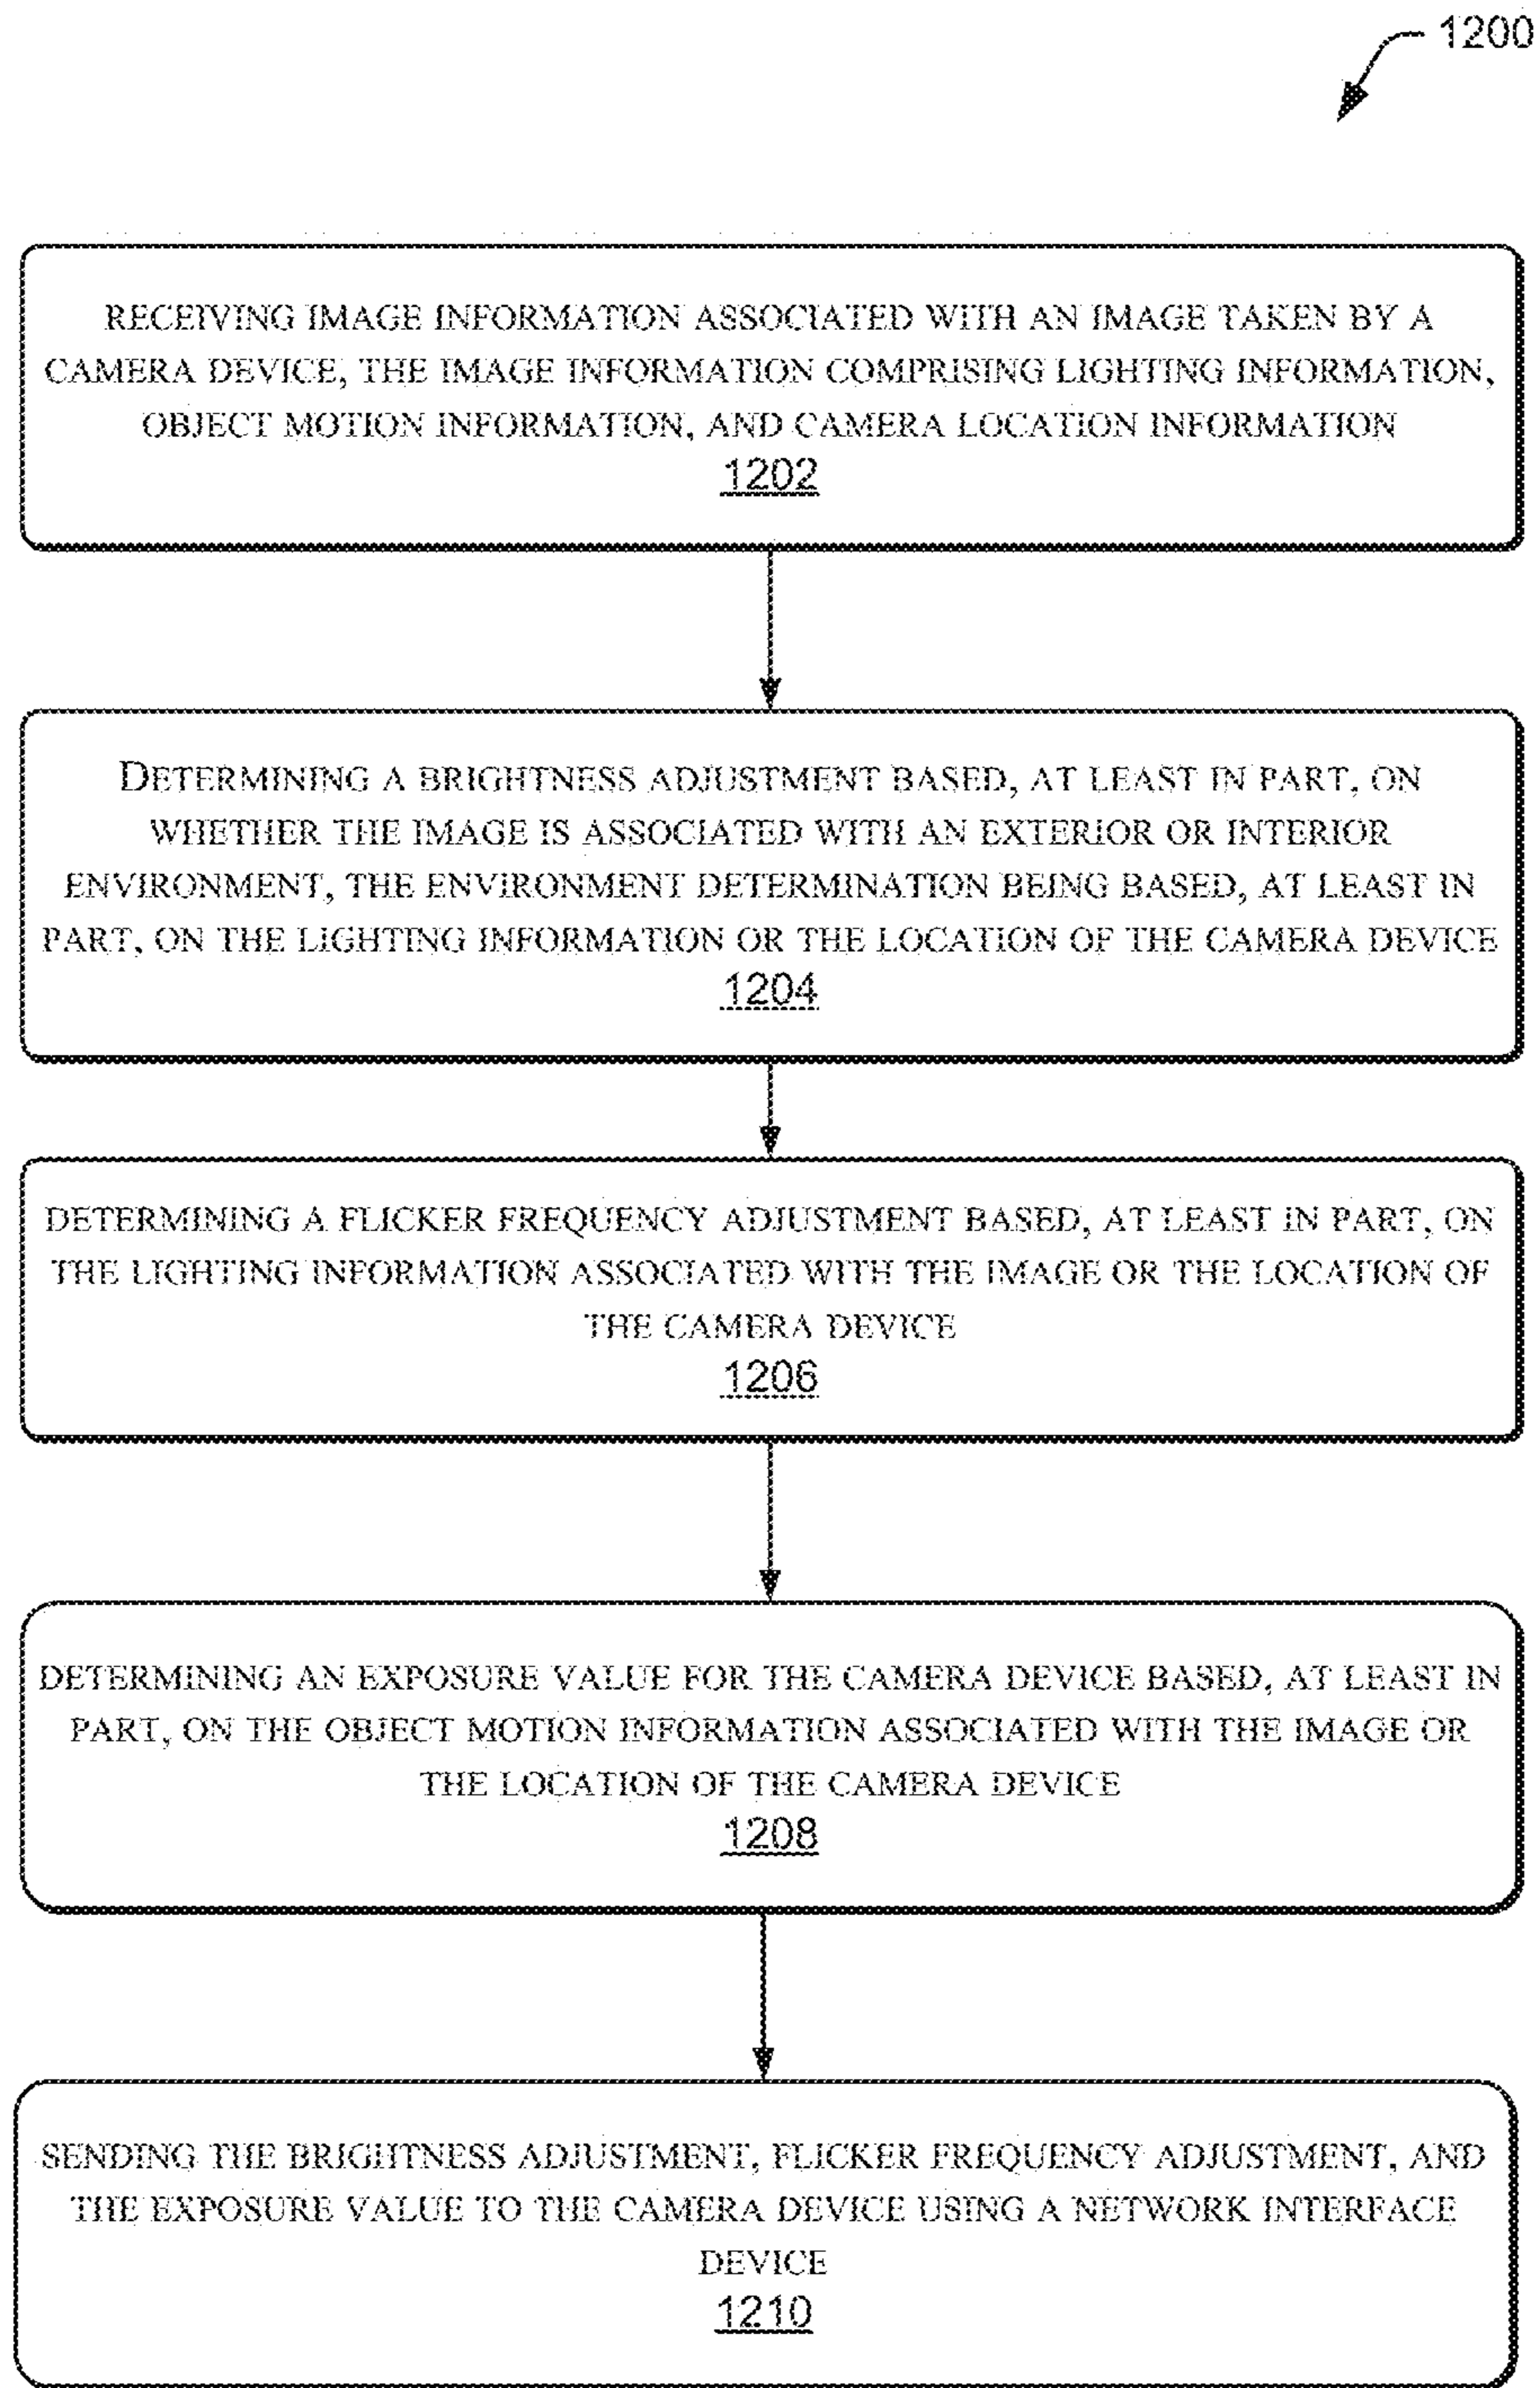 1200
RECEIVING IMAGE INFORMATION ASSOCIATED WITH AN IMAGE TAKEN BY A
CAMERA DEVICE, THE IMAGE INFORMATION COMPRISING LIGHTING INFORMATION,
OBJECT MOTION INFORMATION, AND CAMERA LOCATION INFORMATION
1202
DETERMINING A BRIGHTNESS ADJUSTMENT BASED, AT LEAST IN PART, ON
WHETHER THE IMAGE IS ASSOCIATED WITH AN EXTERIOR OR INTERIOR
ENVIRONMENT, THE ENVIRONMENT DETERMINATION BEING BASED, AT LEAST IN
PART, ON THE LIGHTING INFORMATION OR THE LOCATION OF THE CAMERA DEVICE
1204
DETERMINING A FLICKER FREQUENCY ADJUSTMENT BASED, AT LEAST IN PART, ON
THE LIGHTING INFORMATION ASSOCIATED WITH THE IMAGE OR THE LOCATION OF
THE CAMERA DEVICE
1206
DETERMINING AN EXPOSURE VALUE FOR THE CAMERA DEVICE BASED, AT LEAST IN
PART, ON THE OBJECT MOTION INFORMATION ASSOCIATED WITH THE IMAGE OR
THE LOCATION OF THE CAMERA DEVICE
1208
SENDING THE BRIGHTNESS ADJUSTMENT, FLICKER FREQUENCY ADJUSTMENT, AND
THE EXPOSURE VALUE TO THE CAMERA DEVICE USING A NETWORK INTERFACE
DEVICE
1210